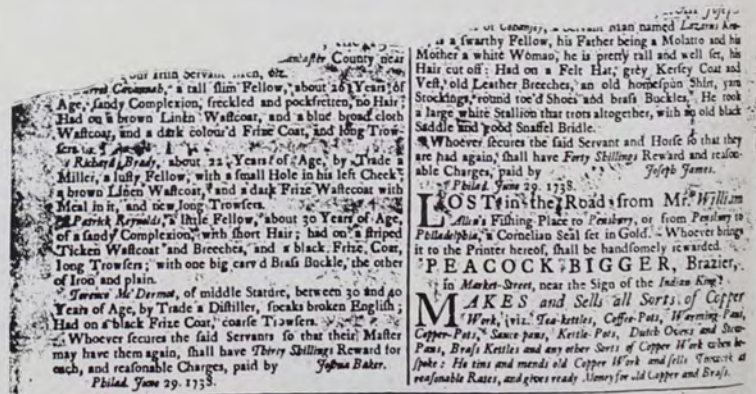 County near
our Irish Servant Men, viz.
a tall slim Fellow, about 26 Years of
Age, sandy Complexion, freckled and pockfretten, no Hair:
Had on a brown Linen Wastcoat, and a blue broad cloth
Wastcoat, and a dark colour'd Frize Coat, and long Trow-
sers.
Richard Brady, about 22 Years of Age, by Trade a
Miller, a lusty Fellow, with a small Hole in his left Cheek;
a brown Linen Wastcoat, and a dark Frize Wastecoat with
Meal in it, and new long Trowsers.
Patrick Reynolds, a little Fellow, about 30 Years of Age,
of a sandy Complexion, with short Hair; had on a striped
Ticken Wastcoat and Breeches, and a black Frize Coat,
long Trowsers; with one big carv'd Brass Buckle, the other
of Iron and plain.
Torence Mc Dermot, of middle Stature, between 30 and 40
Years of Age, by Trade a Distiller, speaks broken English;
Had on a black Frize Coat, coarse Trowsers.
Whoever secures the said Servants so that their Master
may have them again, shall have Thirty Shillings Reward for
each, and reasonable Charges, paid by Joshua Baker.
Philad. June 29. 1738.
of Cohansey, a Servant Man named Lazarus
is a swarthy Fellow, his Father being a Molatto and his
Mother a white Woman, he is pretty tall and well set, his
Hair cut off: Had on a Felt Hat, grey Kersey Coat and
Vest, old Leather Breeches, an old homespun Shirt, yarn
Stockings, round toe'd Shoes and brass Buckles. He took
a large white Stallion that trots altogether, with an old black
Saddle and good Snaffel Bridle.
Whoever secures the said Servant and Horse so that they
are had again, shall have Forty Shillings Reward and reason-
able Charges, paid by Joseph James.
Philad. June 29. 1738.
LOST in the Road from Mr. William
Allen's Fishing Place to Pensbury, or from Pensbury to
Philadelphia, a Cornelian Seal set in Gold. Whoever brings
it to the Printer hereof, shall be handsomely rewarded.
PEACOCK BIGGER, Brazier,
in Market-Street, near the Sign of the Indian King:
MAKES and Sells all Sorts of Copper
Work, viz. Tea-kettles, Coffee-Pots, Warming-Pans,
Copper-Pots, Sauce-pans, Kettle-Pots, Dutch Ovens and Stew-
Pans, Brass Kettles and any other Sorts of Copper Work when be-
spoke: He tins and mends old Copper Work and sells at
reasonable Rates, and gives ready Money for old Copper and Brass.